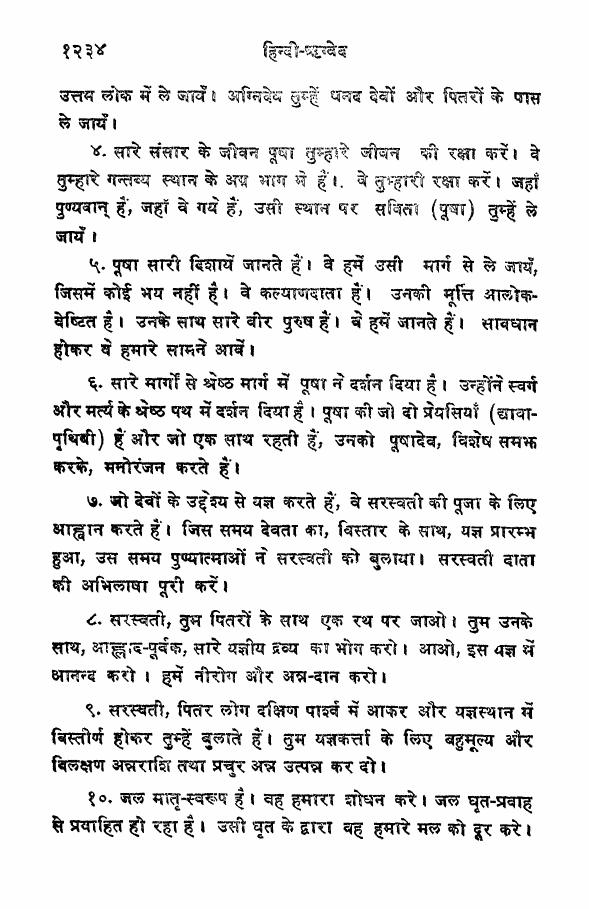 १२३४ हिन्दी-ऋग्वेद
उत्तम लोक में ले जायँ। अग्निदेव तुम्हें धनद देवों और पितरों के पास
ले जायँ।
४. सारे संसार के जीवन पूषा तुम्हारे जीवन की रक्षा करें। वे
तुम्हारे गन्तव्य स्थान के अग्र भाग में हैं। वे तुम्हारी रक्षा करें। जहाँ
पुण्यवान् हैं, जहाँ वे गये हैं, उसी स्थान पर सविता (पूषा) तुम्हें ले
जायँ।
५. पूषा सारी दिशायें जानते हैं। वे हमें उसी मार्ग से ले जायँ,
जिसमें कोई भय नहीं है। वे कल्याणदाता हैं। उनकी मूर्त्ति आलोक-
वेष्टित है। उनके साथ सारे वीर पुरुष हैं। वे हमें जानते हैं। सावधान
होकर वे हमारे सामने आवें।
६. सारे मार्गों से श्रेष्ठ मार्ग में पूषा ने दर्शन दिया है। उन्होंने स्वर्ग
और मर्त्य के श्रेष्ठ पथ में दर्शन दिया है। पूषा की जो दो प्रेयसियाँ (द्यावा-
पृथिवी) हैं और जो एक साथ रहती हैं, उनको पूषादेव, विशेष समझ
करके, मनोरंजन करते हैं।
७. जो देवों के उद्देश्य से यज्ञ करते हैं, वे सरस्वती की पूजा के लिए
आह्वान करते हैं। जिस समय देवता का, विस्तार के साथ, यज्ञ प्रारम्भ
हुआ, उस समय पुण्यात्माओं ने सरस्वती को बुलाया। सरस्वती दाता
की अभिलाषा पूरी करें।
८. सरस्वती, तुम पितरों के साथ एक रथ पर जाओ। तुम उनके
साथ, आह्लाद-पूर्वक, सारे यज्ञीय द्रव्य का भोग करो। आओ, इस यज्ञ में
आनन्द करो। हमें नीरोग और अन्न-दान करो।
९. सरस्वती, पितर लोग दक्षिण पार्श्व में आकर और यज्ञस्थान में
विस्तीर्ण होकर तुम्हें बुलाते हैं। तुम यज्ञकर्त्ता के लिए बहुमूल्य और
विलक्षण अन्नराशि तथा प्रचुर अन्न उत्पन्न कर दो।
१०. जल मातृ-स्वरूप है। वह हमारा शोधन करे। जल घृत-प्रवाह
से प्रवाहित हो रहा है। उसी घृत के द्वारा वह हमारे मल को दूर करे।